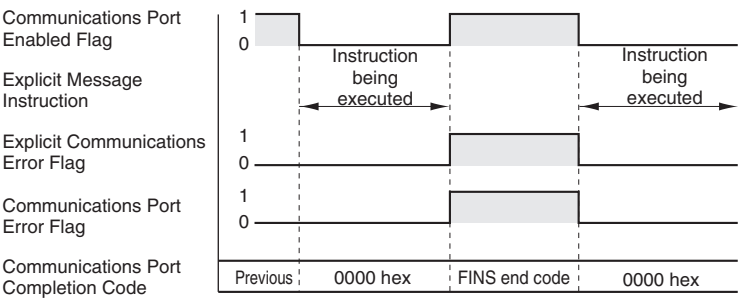 Communications Port
Enabled Flag
1
0
Instruction
being
executed
Instruction
being
executed
Explicit Message
Instruction
Explicit Communications
Error Flag
1
0
Communications Port
Error Flag
1
0
Communications Port
Completion Code
Previous
0000 hex
FINS end code
0000 hex